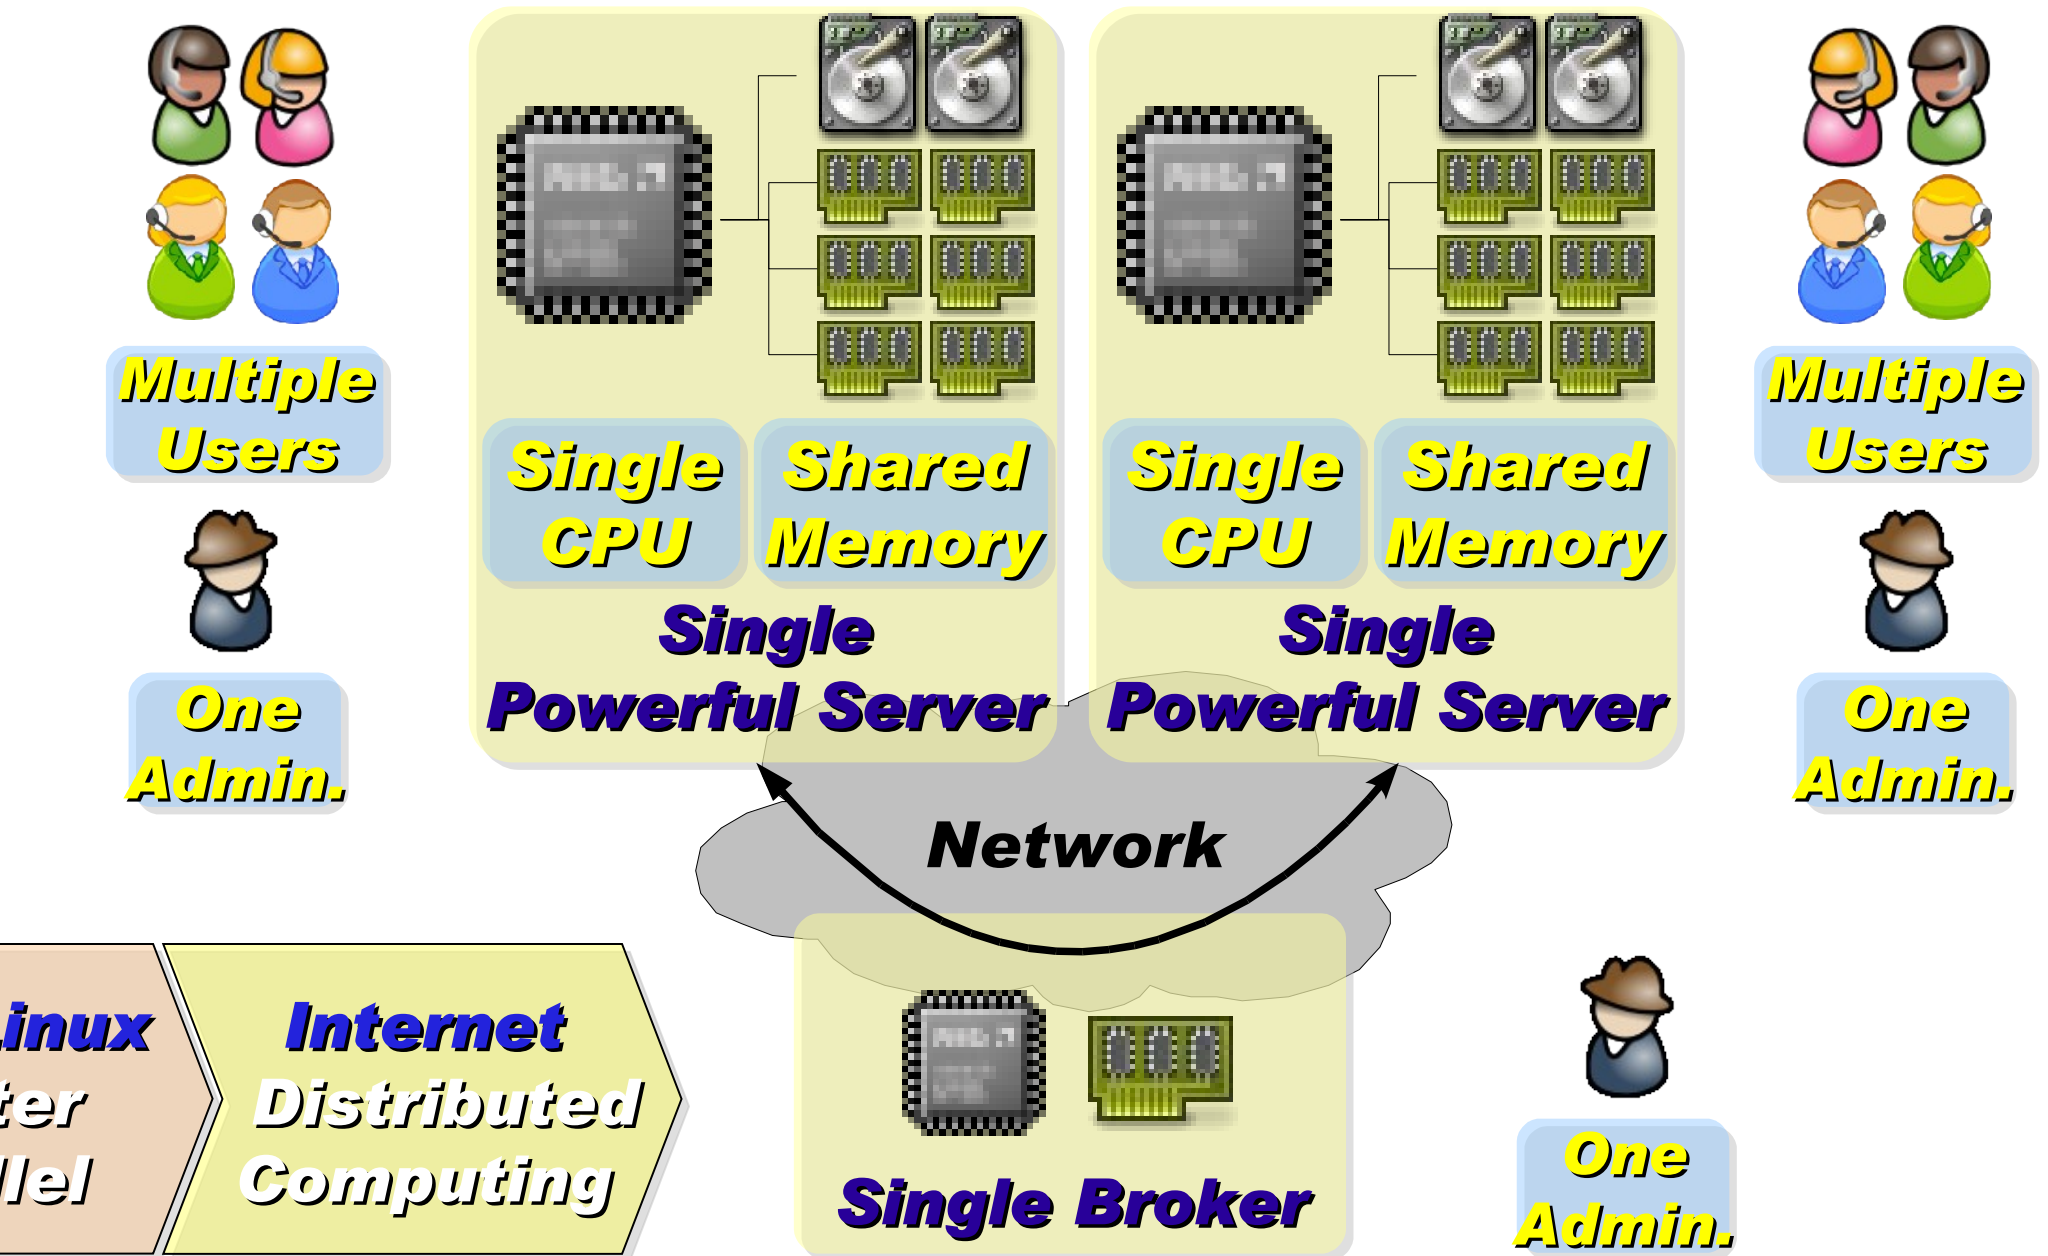 Multiple
Users
One
Admin.
Single
CPU
Shared
Memory
Single
Powerful Server
Single
CPU
Shared
Memory
Single
Powerful Server
Multiple
Users
One
Admin.
Network
Internet
Distributed
Computing
Single Broker
One
Admin.